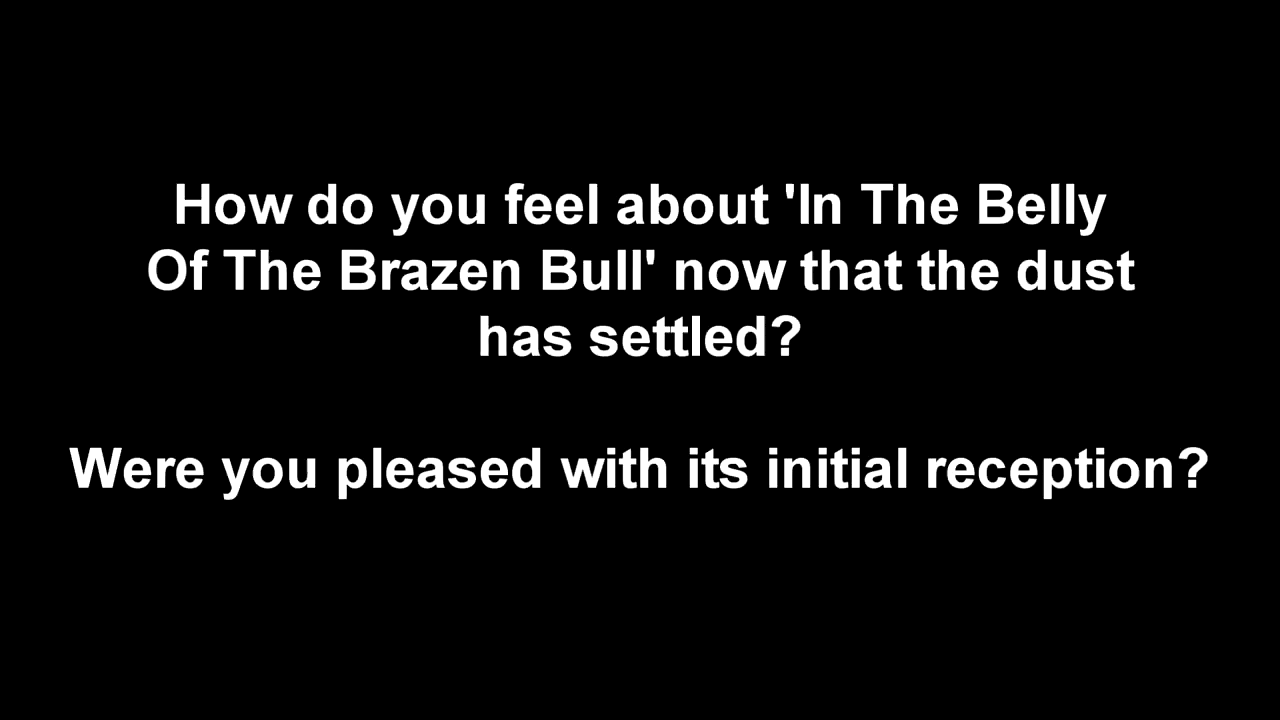 How do you feel about 'In The Belly
Of The Brazen Bull' now that the dust
has settled?
Were you pleased with its initial reception?